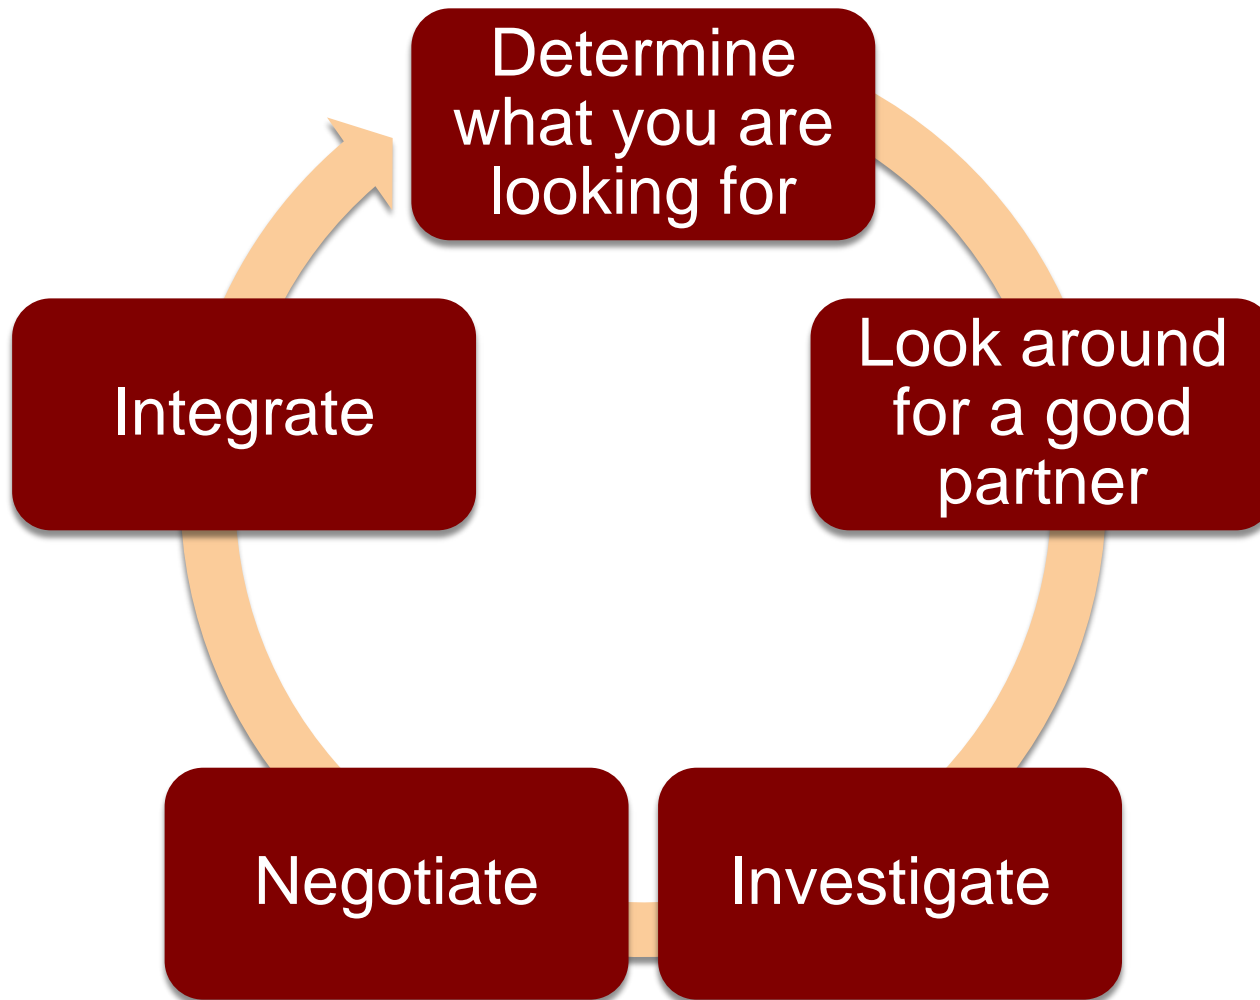 Determine
what you are
looking for
Look around
for a good
partner
Investigate
Negotiate
Integrate